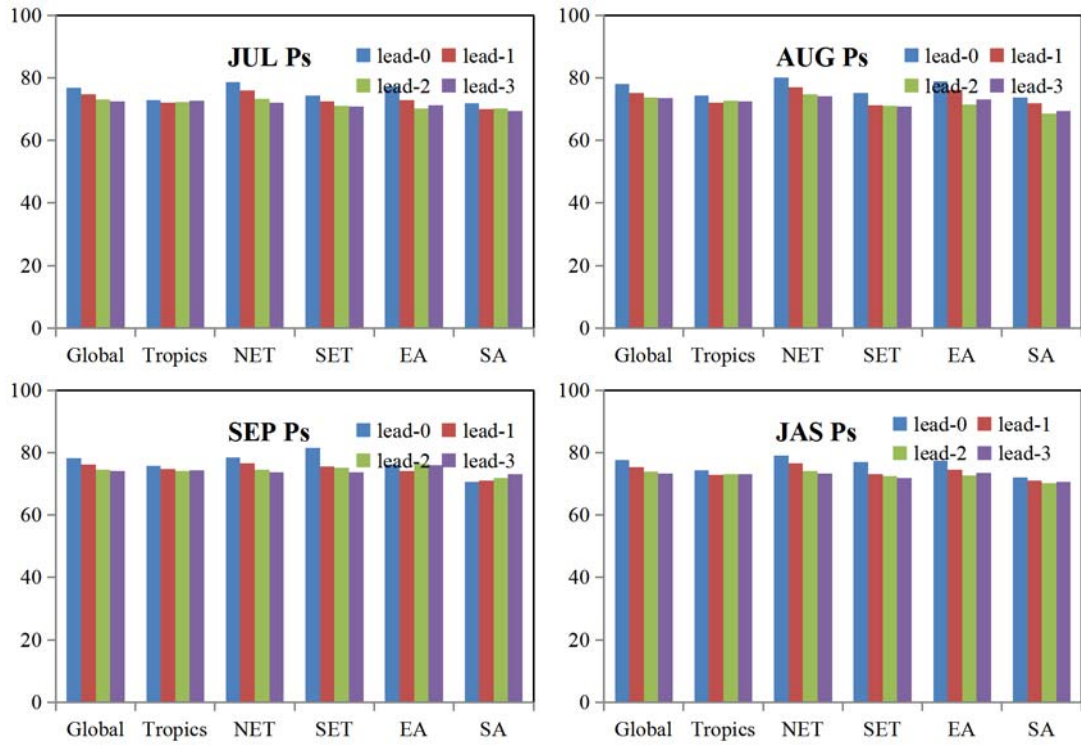 JUL Ps
lead-0 lead-1
lead-2 lead-3
100
80
60
40
20
0
Global Tropics NET SET EA SA
AUG Ps
lead-0 lead-1
lead-2 lead-3
100
80
60
40
20
0
Global Tropics NET SET EA SA
SEP Ps
lead-0 lead-1
lead-2 lead-3
100
80
60
40
20
0
Global Tropics NET SET EA SA
JAS Ps
lead-0 lead-1
lead-2 lead-3
100
80
60
40
20
0
Global Tropics NET SET EA SA